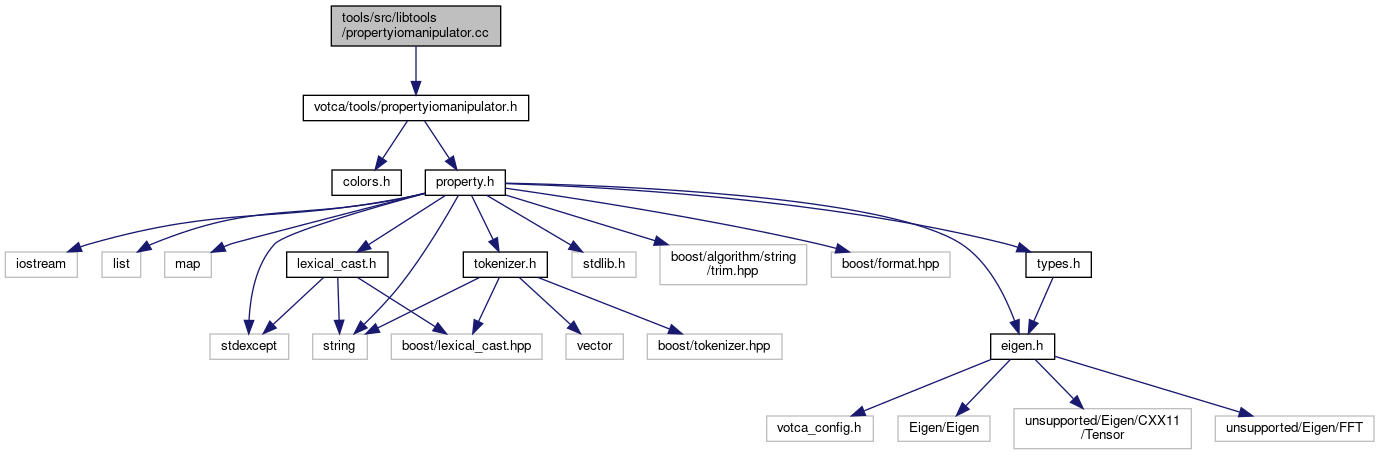 tools/src/libtools
/propertyiomanipulator.cc
votca/tools/propertyiomanipulator.h
colors.h
property.h
iostream
list
map
lexical_cast.h
tokenizer.h
stdlib.h
boost/algorithm/string
/trim.hpp
boost/format.hpp
types.h
stdexcept
string
boost/lexical_cast.hpp
vector
boost/tokenizer.hpp
eigen.h
votca_config.h
Eigen/Eigen
unsupported/Eigen/CXX11
/Tensor
unsupported/Eigen/FFT